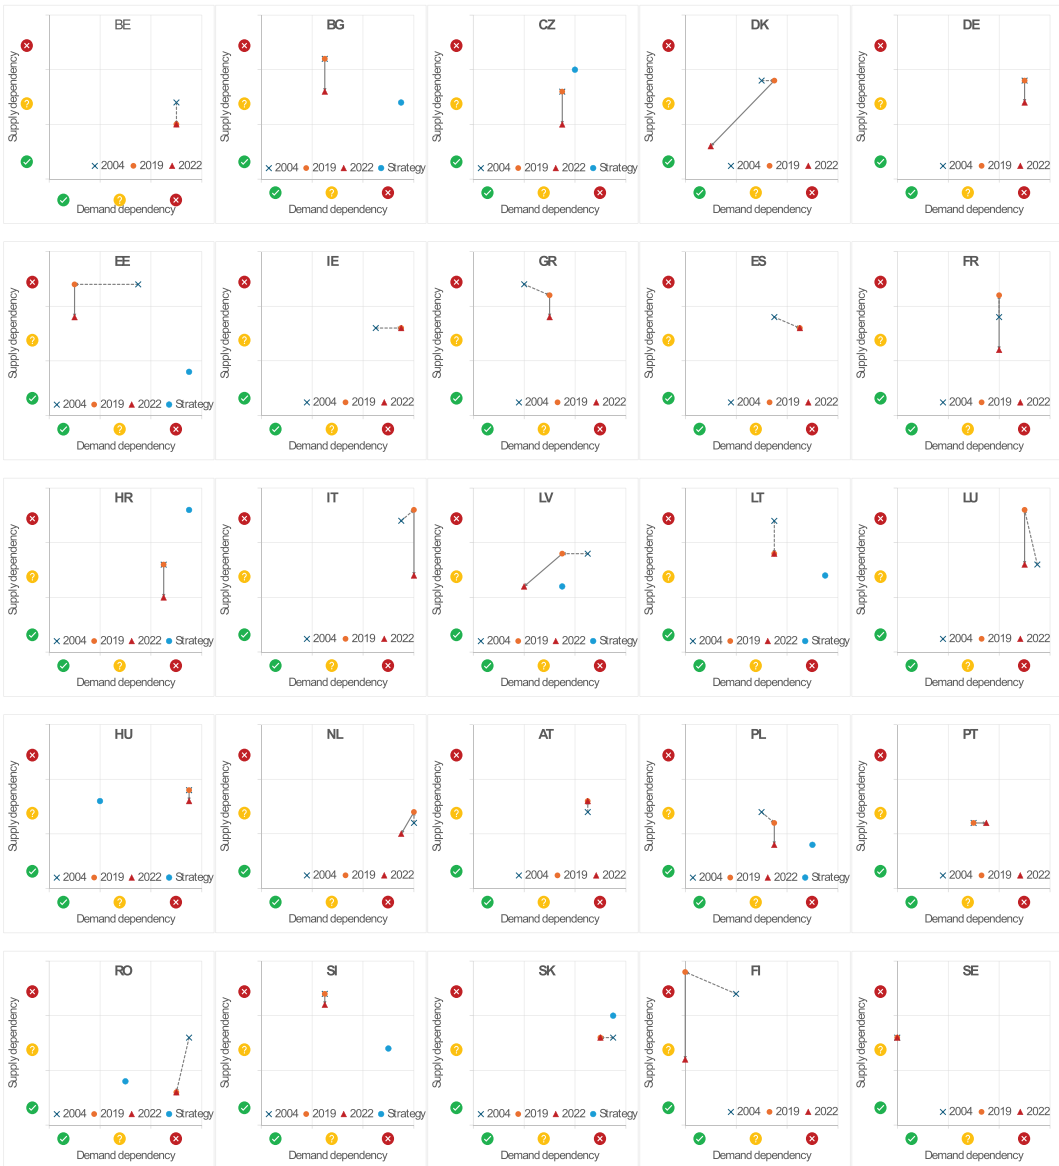 BE
Supply dependency
2004 2019 2022
Demand dependency
BG
Supply dependency
2004 2019 2022 Strategy
Demand dependency
CZ
Supply dependency
2004 2019 2022 Strategy
Demand dependency
DK
Supply dependency
2004 2019 2022
Demand dependency
DE
Supply dependency
2004 2019 2022
Demand dependency
EE
Supply dependency
2004 2019 2022 Strategy
Demand dependency
IE
Supply dependency
2004 2019 2022
Demand dependency
GR
Supply dependency
2004 2019 2022
Demand dependency
ES
Supply dependency
2004 2019 2022
Demand dependency
FR
Supply dependency
2004 2019 2022
Demand dependency
HR
Supply dependency
2004 2019 2022 Strategy
Demand dependency
IT
Supply dependency
2004 2019 2022
Demand dependency
LV
Supply dependency
2004 2019 2022 Strategy
Demand dependency
LT
Supply dependency
2004 2019 2022 Strategy
Demand dependency
LU
Supply dependency
2004 2019 2022
Demand dependency
HU
Supply dependency
2004 2019 2022 Strategy
Demand dependency
NL
Supply dependency
2004 2019 2022
Demand dependency
AT
Supply dependency
2004 2019 2022
Demand dependency
PL
Supply dependency
2004 2019 2022 Strategy
Demand dependency
PT
Supply dependency
2004 2019 2022
Demand dependency
RO
Supply dependency
2004 2019 2022 Strategy
Demand dependency
SI
Supply dependency
2004 2019 2022 Strategy
Demand dependency
SK
Supply dependency
2004 2019 2022 Strategy
Demand dependency
FI
Supply dependency
2004 2019 2022
Demand dependency
SE
Supply dependency
2004 2019 2022
Demand dependency